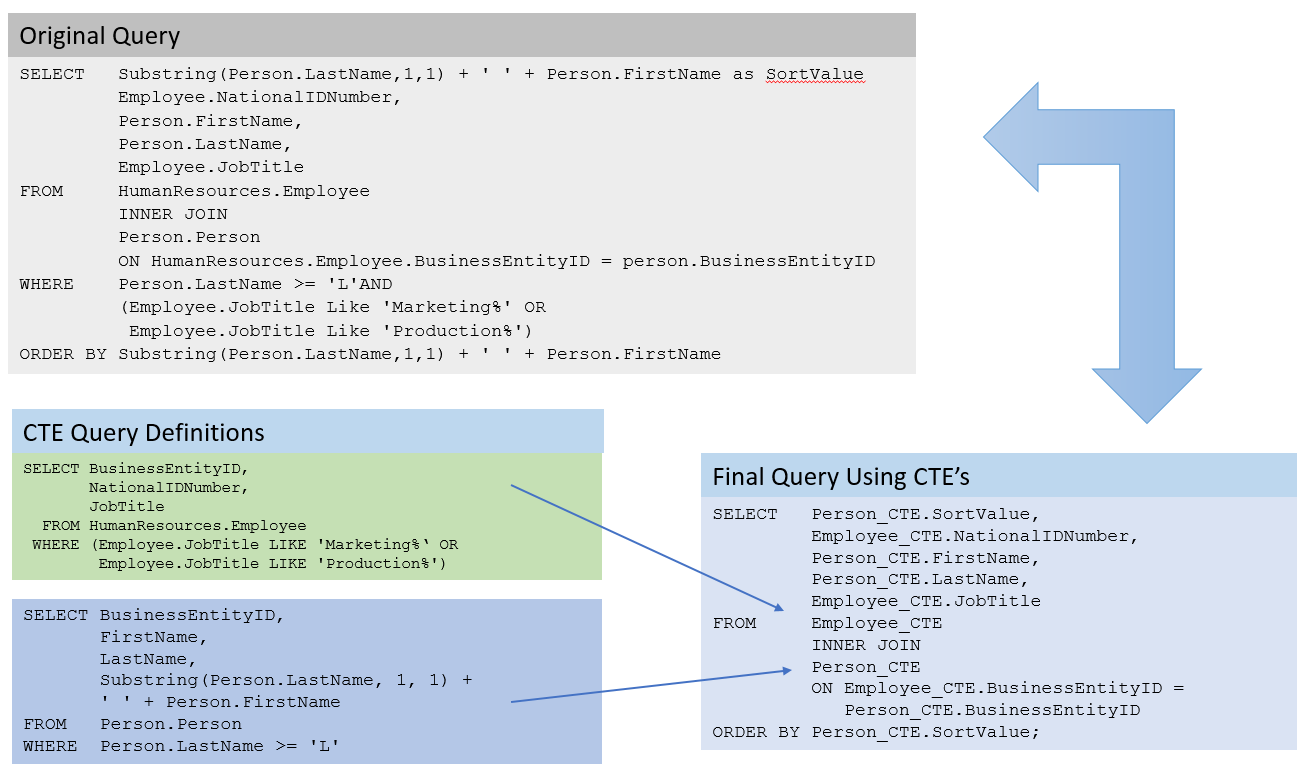 Original Query
SELECT Substring(Person.LastName,1,1) + ' ' + Person.FirstName as SortValue
Employee.NationalIDNumber,
Person.FirstName,
Person.LastName,
Employee.JobTitle
FROM HumanResources.Employee
INNER JOIN
Person.Person
ON HumanResources.Employee.BusinessEntityID = person.BusinessEntityID
WHERE Person.LastName >= 'L'AND
(Employee.JobTitle Like 'Marketing%' OR
Employee.JobTitle Like 'Production%')
ORDER BY Substring(Person.LastName,1,1) + ' ' + Person.FirstName
CTE Query Definitions
SELECT BusinessEntityID,
NationalIDNumber,
JobTitle
FROM HumanResources.Employee
WHERE (Employee.JobTitle LIKE 'Marketing%‘ OR
Employee.JobTitle LIKE 'Production%')
SELECT BusinessEntityID,
FirstName,
LastName,
Substring(Person.LastName, 1, 1) +
' ' + Person.FirstName
FROM Person.Person
WHERE Person.LastName >= 'L'
Final Query Using CTE’s
SELECT Person_CTE.SortValue,
Employee_CTE.NationalIDNumber,
Person_CTE.FirstName,
Person_CTE.LastName,
Employee_CTE.JobTitle
FROM Employee_CTE
INNER JOIN
Person_CTE
ON Employee_CTE.BusinessEntityID =
Person_CTE.BusinessEntityID
ORDER BY Person_CTE.SortValue;